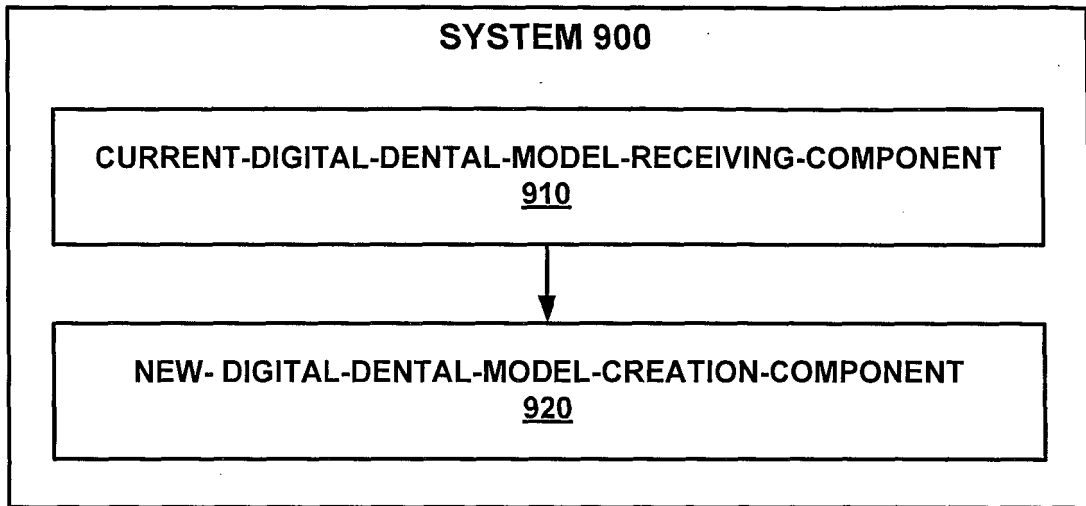 SYSTEM 900
CURRENT-DIGITAL-DENTAL-MODEL-RECEIVING-COMPONENT
910
NEW- DIGITAL-DENTAL-MODEL-CREATION-COMPONENT
920